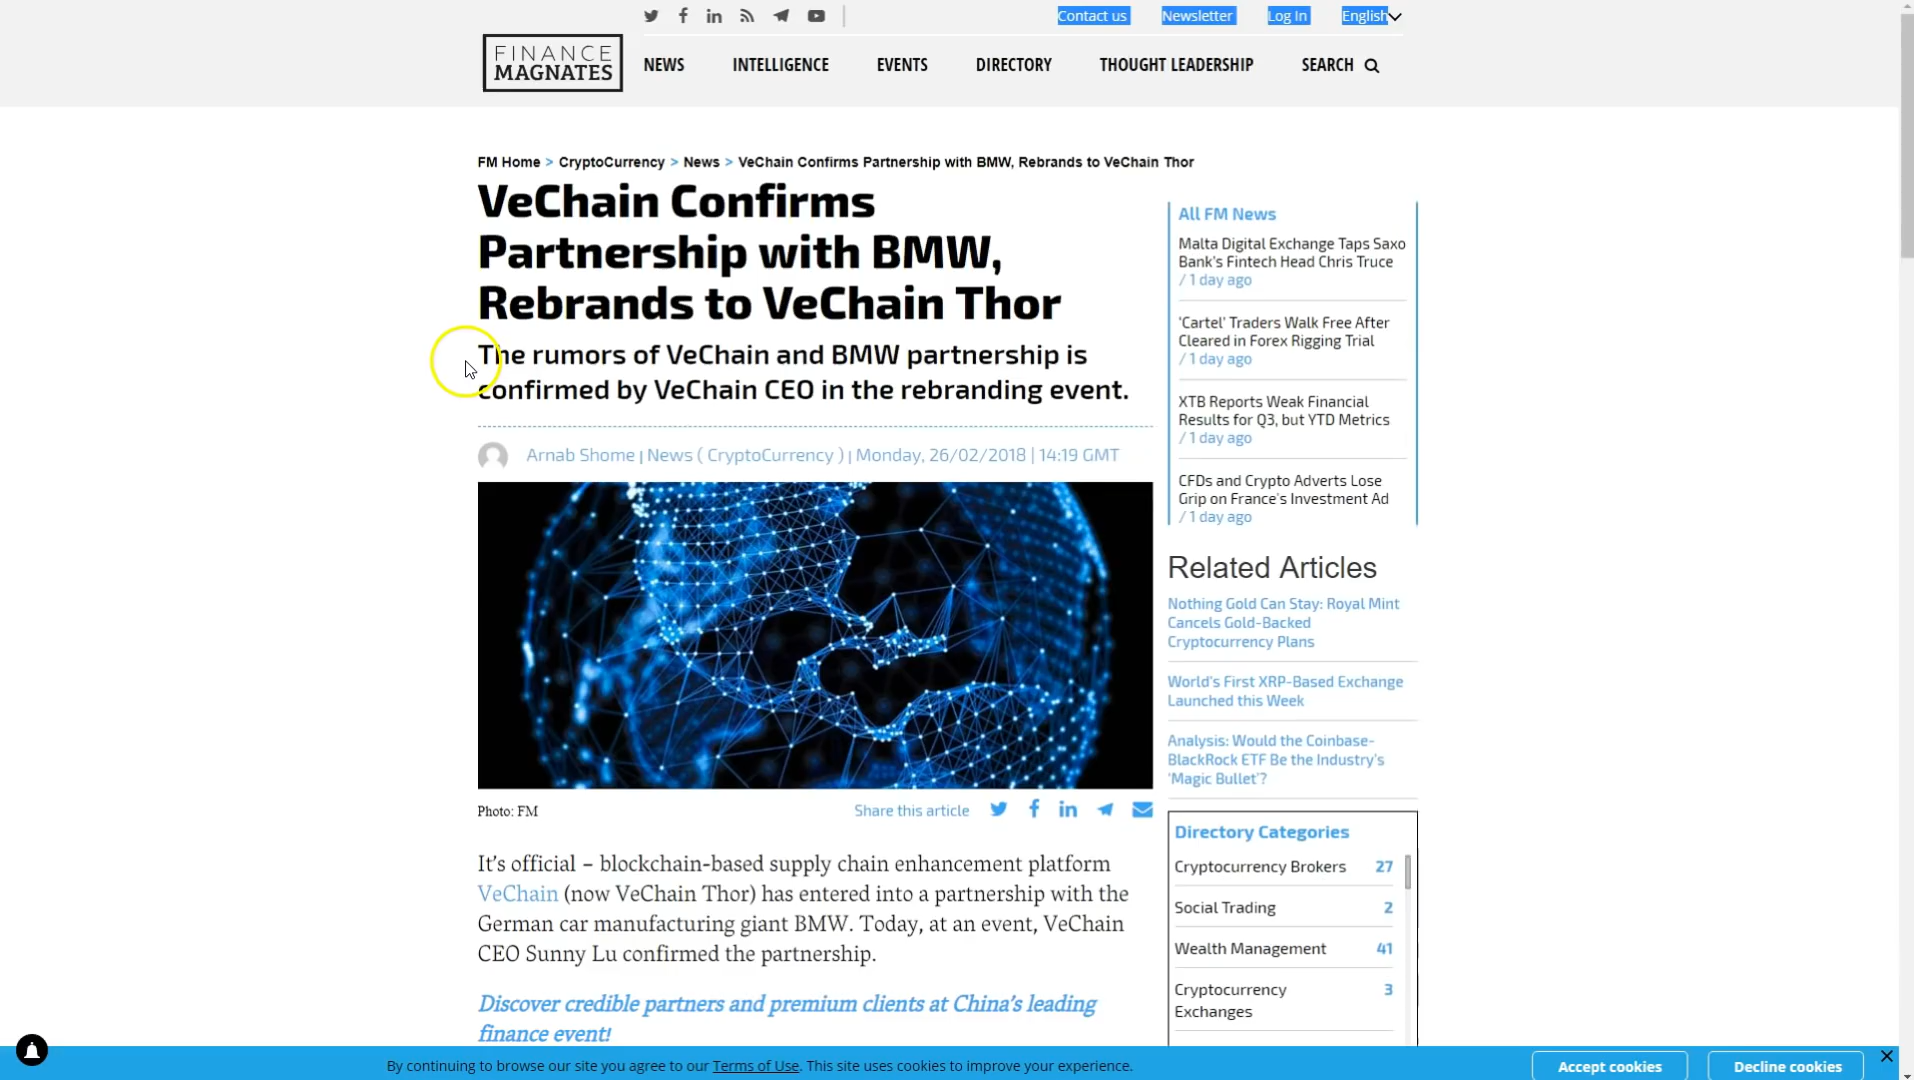 Contact us Newsletter Log In English
FINANCE
MAGNATES
NEWS INTELLIGENCE EVENTS DIRECTORY THOUGHT LEADERSHIP SEARCH
FM Home > CryptoCurrency > News > VeChain Confirms Partnership with BMW, Rebrands to VeChain Thor
VeChain Confirms
Partnership with BMW,
Rebrands to VeChain Thor
The rumors of VeChain and BMW partnership is
confirmed by VeChain CEO in the rebranding event.
Arnab Shome | News ( CryptoCurrency ) | Monday, 26/02/2018 | 14:19 GMT
Photo: FM
Share this article
It's official – blockchain-based supply chain enhancement platform
VeChain (now VeChain Thor) has entered into a partnership with the
German car manufacturing giant BMW. Today, at an event, VeChain
CEO Sunny Lu confirmed the partnership.
Discover credible partners and premium clients at China's leading
finance event!
All FM News
Malta Digital Exchange Taps Saxo
Bank's Fintech Head Chris Truce
/ 1 day ago
'Cartel' Traders Walk Free After
Cleared in Forex Rigging Trial
/ 1 day ago
XTB Reports Weak Financial
Results for Q3, but YTD Metrics
/ 1 day ago
CFDs and Crypto Adverts Lose
Grip on France's Investment Ad
/ 1 day ago
Related Articles
Nothing Gold Can Stay: Royal Mint
Cancels Gold-Backed
Cryptocurrency Plans
World's First XRP-Based Exchange
Launched this Week
Analysis: Would the Coinbase-
BlackRock ETF Be the Industry's
'Magic Bullet'?
Directory Categories
Cryptocurrency Brokers 27
Social Trading 2
Wealth Management 41
Cryptocurrency 3
Exchanges
By continuing to browse our site you agree to our Terms of Use. This site uses cookies to improve your experience.
Accept cookies Decline cookies